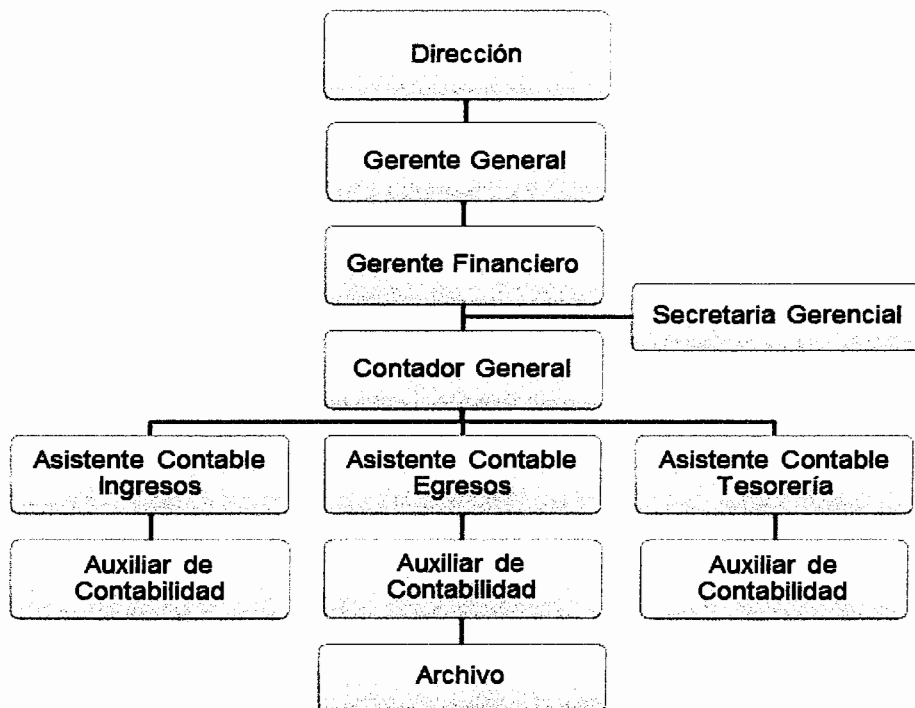 Dirección
Gerente General
Gerente Financiero
Secretaria Gerencial
Contador General
Asistente Contable
Ingresos
Asistente Contable
Egresos
Asistente Contable
Tesorería
Auxiliar de
Contabilidad
Auxiliar de
Contabilidad
Auxiliar de
Contabilidad
Archivo